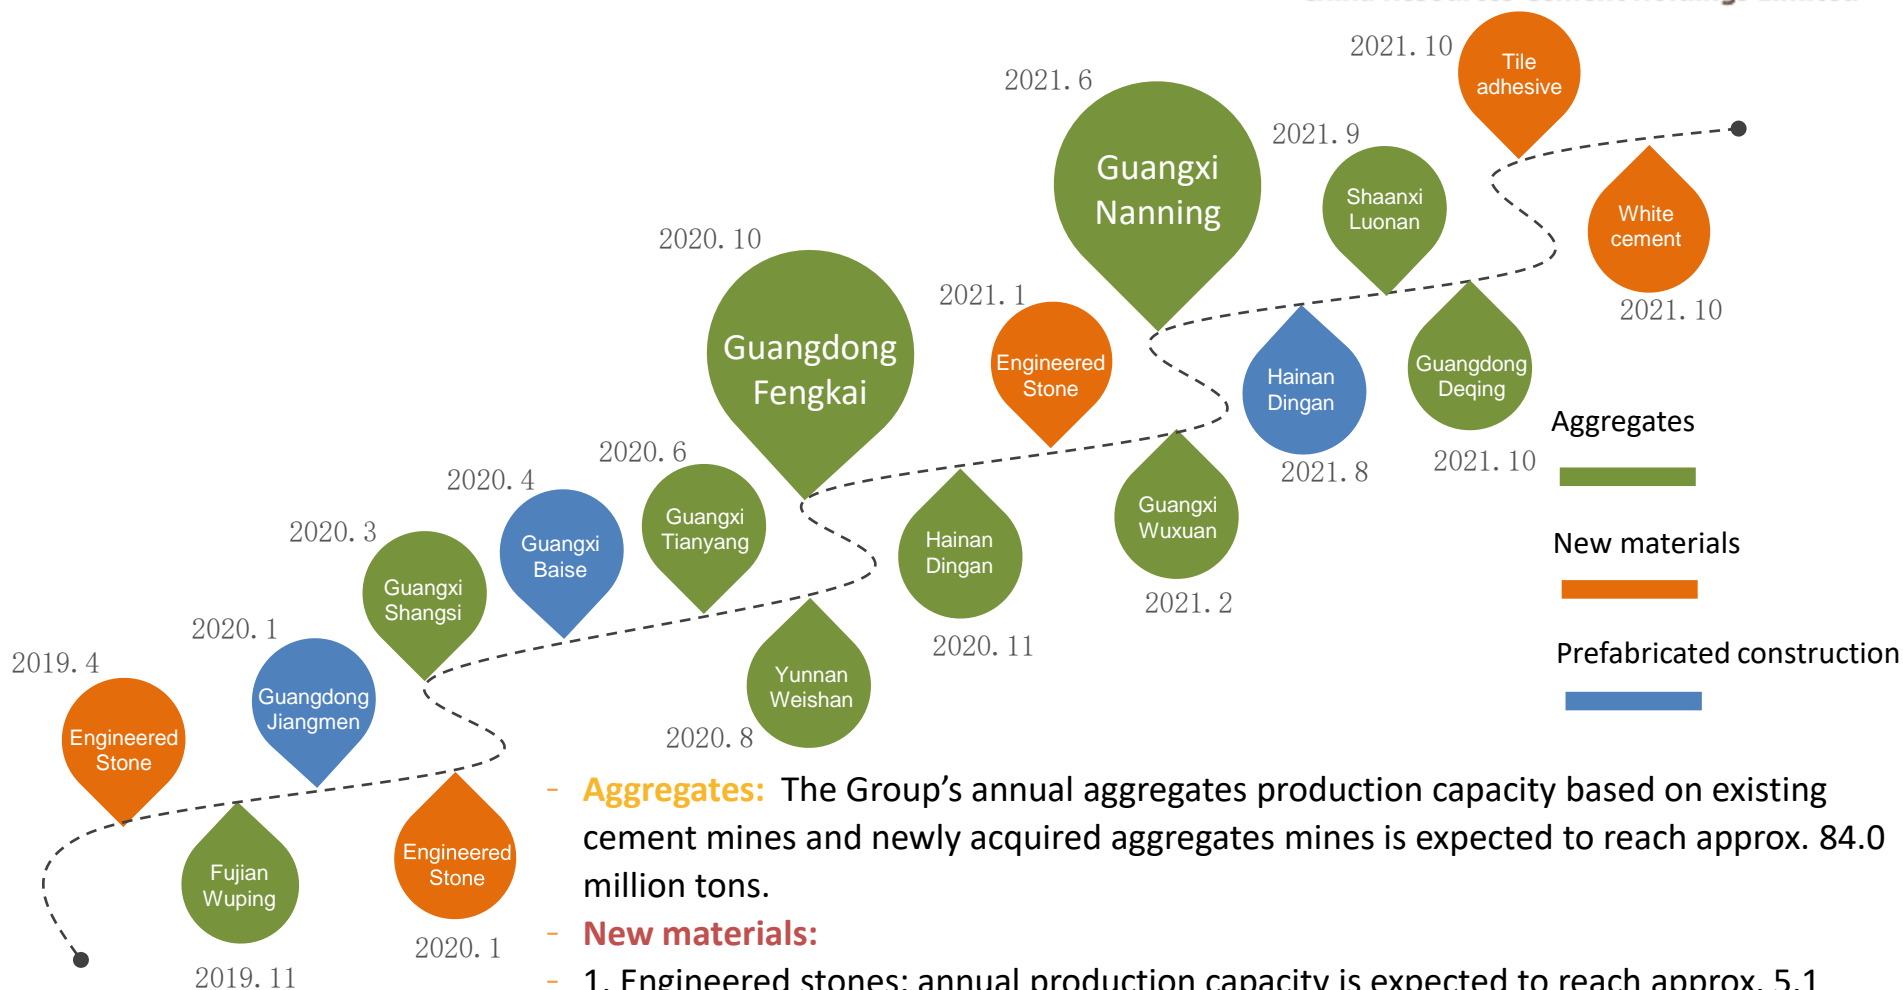 2021.10
Tile
adhesive
2021.6
2021.9
Guangxi
Nanning
Shaanxi
Luonan
White
cement
2021.10
2020.10
2021.1
Guangdong
Fengkai
Engineered
Stone
Hainan
Dingan
Guangdong
Deqing
2021.8
2021.10
Aggregates
New materials
Prefabricated construction
2020.6
2020.4
2020.3
Guangxi
Tianyang
Guangxi
Baise
Guangxi
Shangsi
Hainan
Dingan
Guangxi
Wuxuan
2021.2
2020.11
2020.1
2019.4
Guangdong
Jiangmen
Yunnan
Weishan
2020.8
Engineered
Stone
Fujian
Wuping
Engineered
Stone
2020.1
2019.11
- Aggregates: The Group's annual aggregates production capacity based on existing
cement mines and newly acquired aggregates mines is expected to reach approx. 84.0
million tons.
- New materials:
- 1. Engineered stones: annual production capacity is expected to reach approx. 5.1